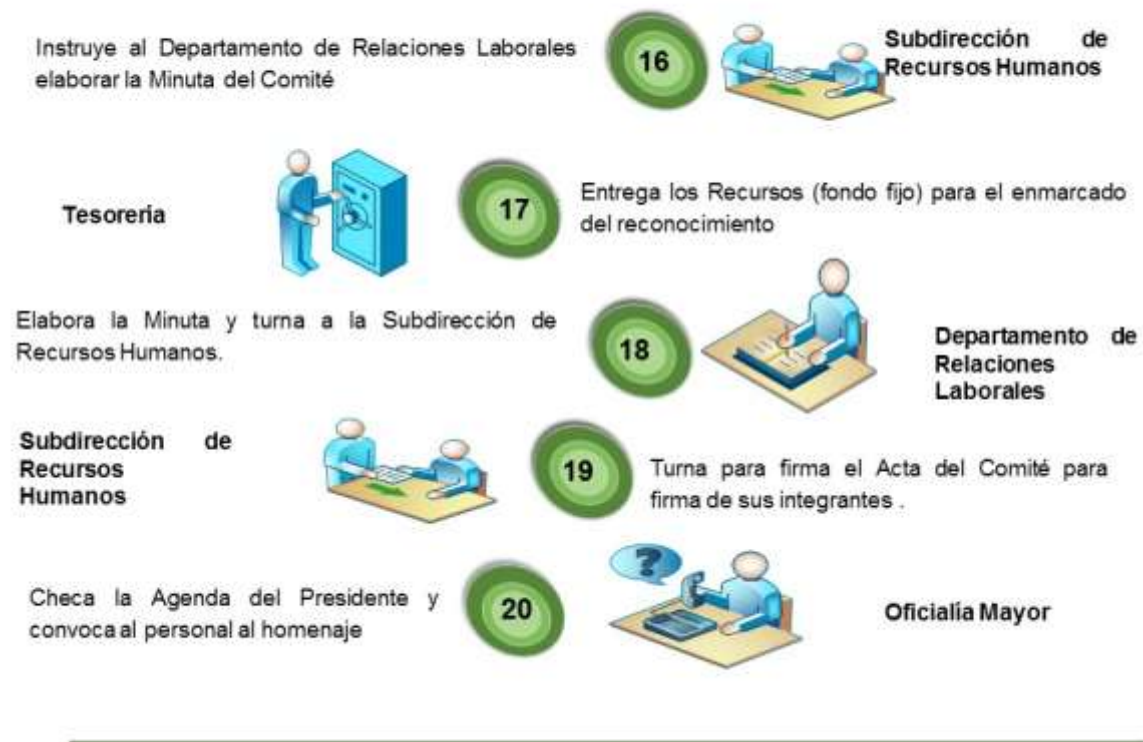 Instruye al Departamento de Relaciones Laborales
elaborar la Minuta del Comité
16
Subdirección de
Recursos Humanos
Tesorería
17
Entrega los Recursos (fondo fijo) para el enmarcado
del reconocimiento
Elabora la Minuta y turna a la Subdirección de
Recursos Humanos.
18
Departamento de
Relaciones
Laborales
Subdirección de
Recursos
Humanos
19
Turna para firma el Acta del Comité para
firma de sus integrantes .
Checa la Agenda del Presidente y
convoca al personal al homenaje
20
?
Oficialía Mayor